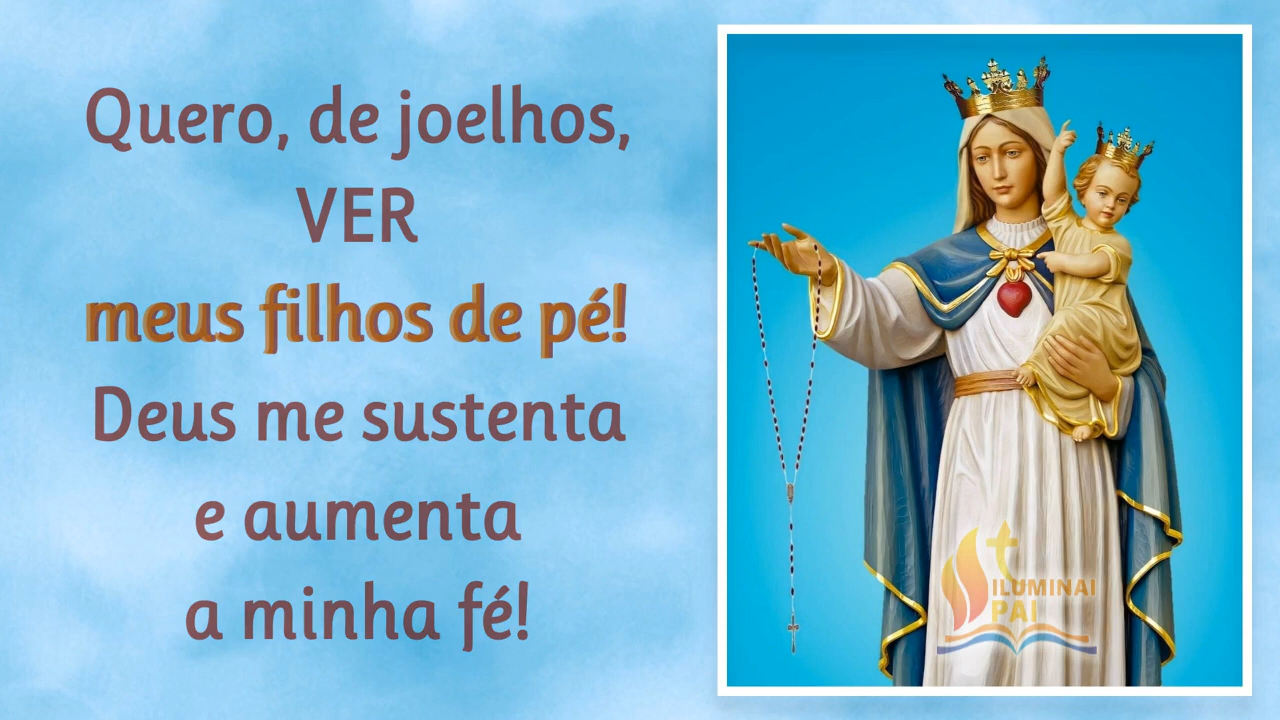 Quero, de joelhos,
VER
meus filhos de pé!
Deus me sustenta
e aumenta
a minha fé!
ILUMINAI
PAI